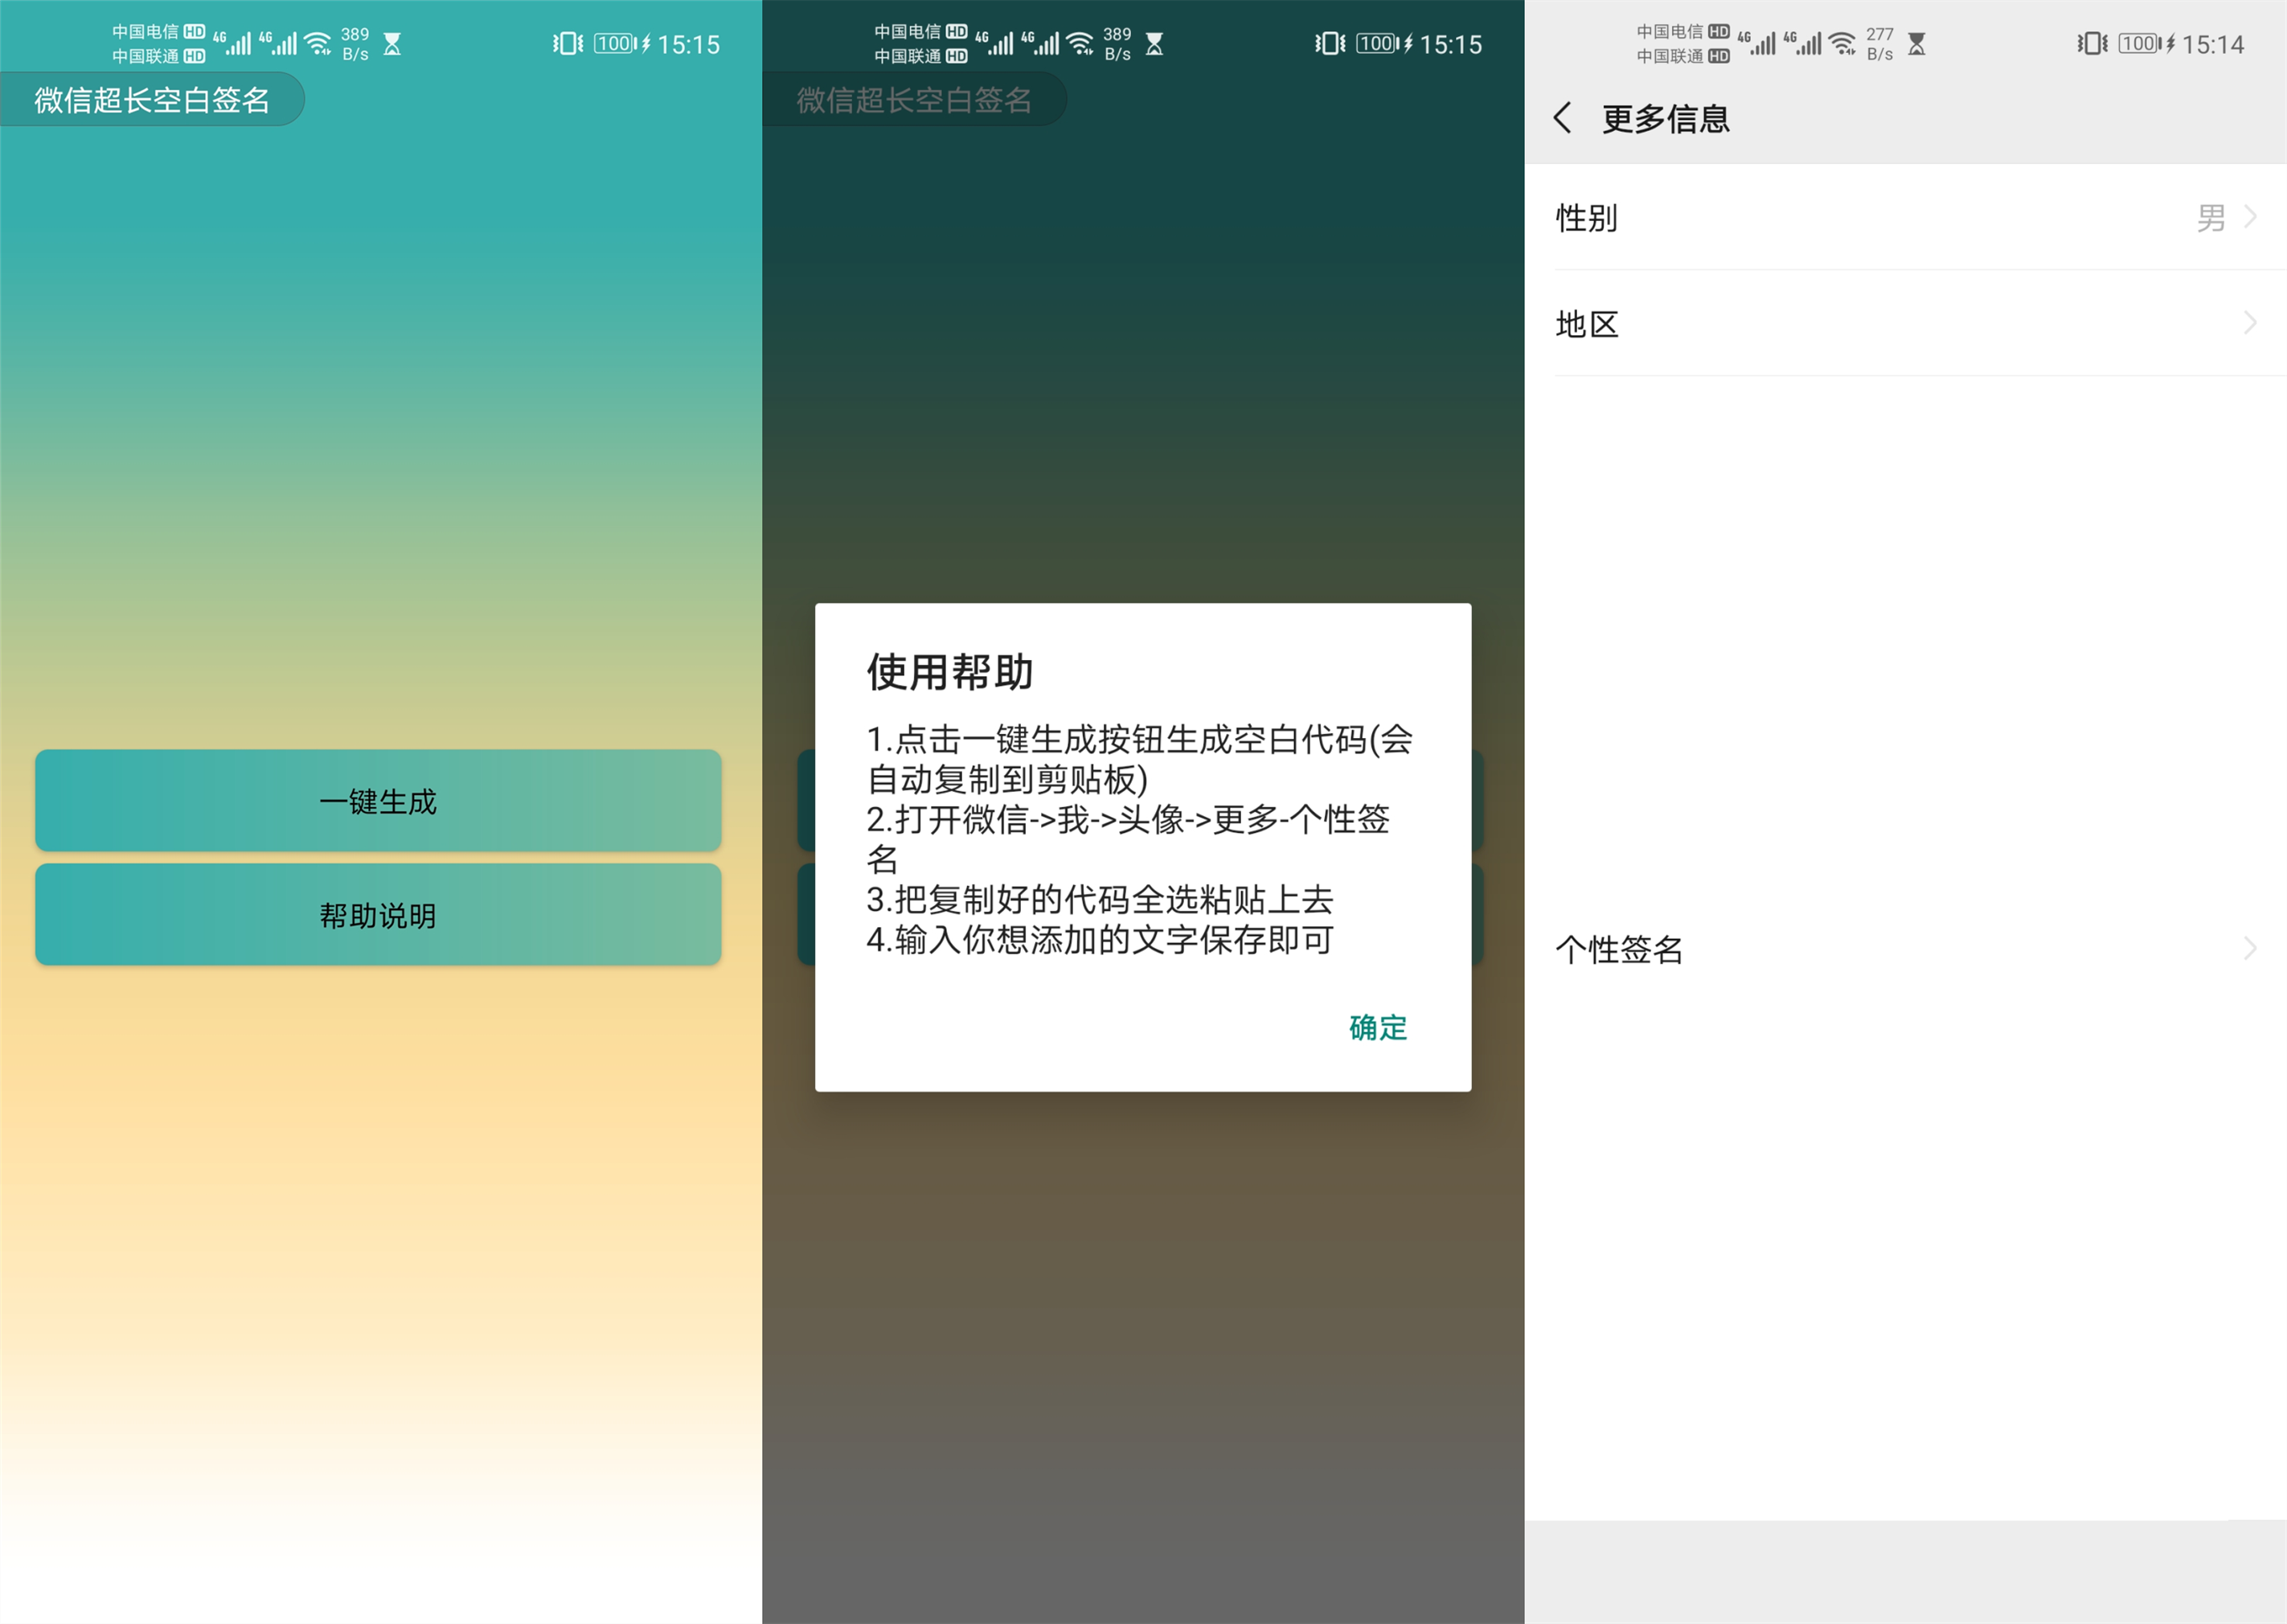 中国电信 HD 4G 4G 389 B/s 100 15:15
中国联通 HD
微信超长空白签名
一键生成
帮助说明
中国电信 HD 4G 4G 389 B/s 100 15:15
中国联通 HD
微信超长空白签名
使用帮助
1.点击一键生成按钮生成空白代码(会
自动复制到剪贴板)
2.打开微信->我->头像->更多-个性签
名
3.把复制好的代码全选粘贴上去
4.输入你想添加的文字保存即可
确定
中国电信 HD 4G 4G 277 B/s 100 15:14
中国联通 HD
更多信息
性别 男
地区
个性签名